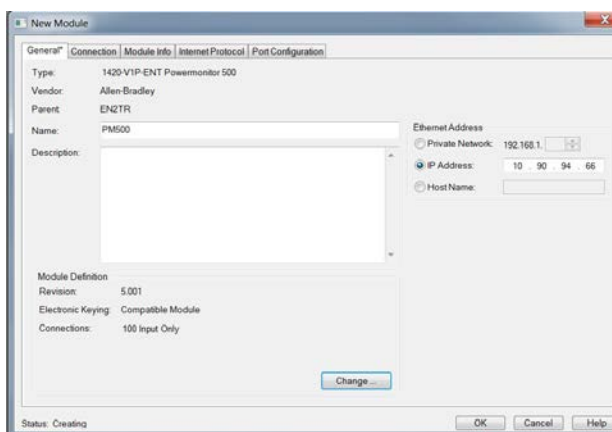 New Module
General* Connection Module Info Internet Protocol Port Configuration
Type: 1420-V1P-ENT Powermonitor 500
Vendor: Allen-Bradley
Parent: EN2TR
Name: PM500
Description:
Ethernet Address
Private Network: 192.168.1.
IP Address: 10 . 90 . 94 . 66
Host Name:
Module Definition
Revision: 5.001
Electronic Keying: Compatible Module
Connections: 100 Input Only
Change ...
Status: Creating
OK Cancel Help